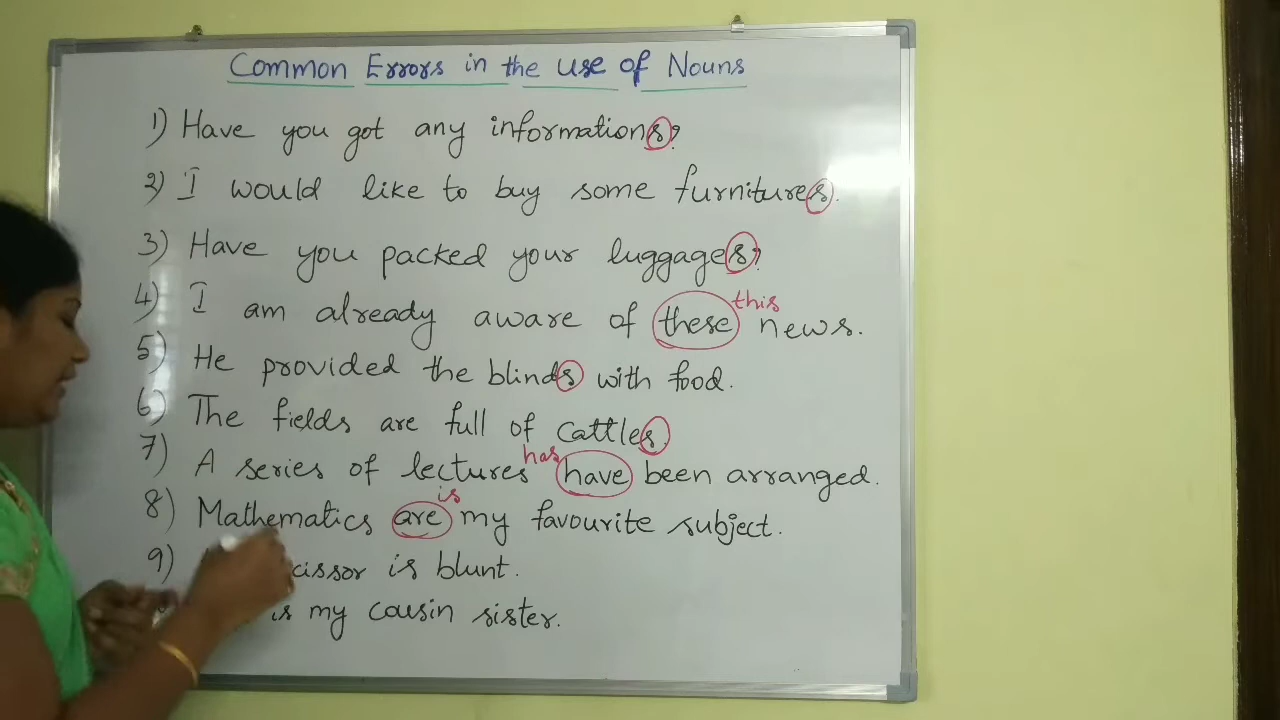 Common Errors in the use of Nouns
1) Have you got any informations?
2) I would like to buy some furnitures.
3) Have you packed your luggages?
4) I am already aware of these this news.
5) He provided the blinds with food.
6) The fields are full of cattles.
7) A series of lectures has have been arranged.
8) Mathematics are is my favourite subject.
9) is blunt.
is my cousin sister.